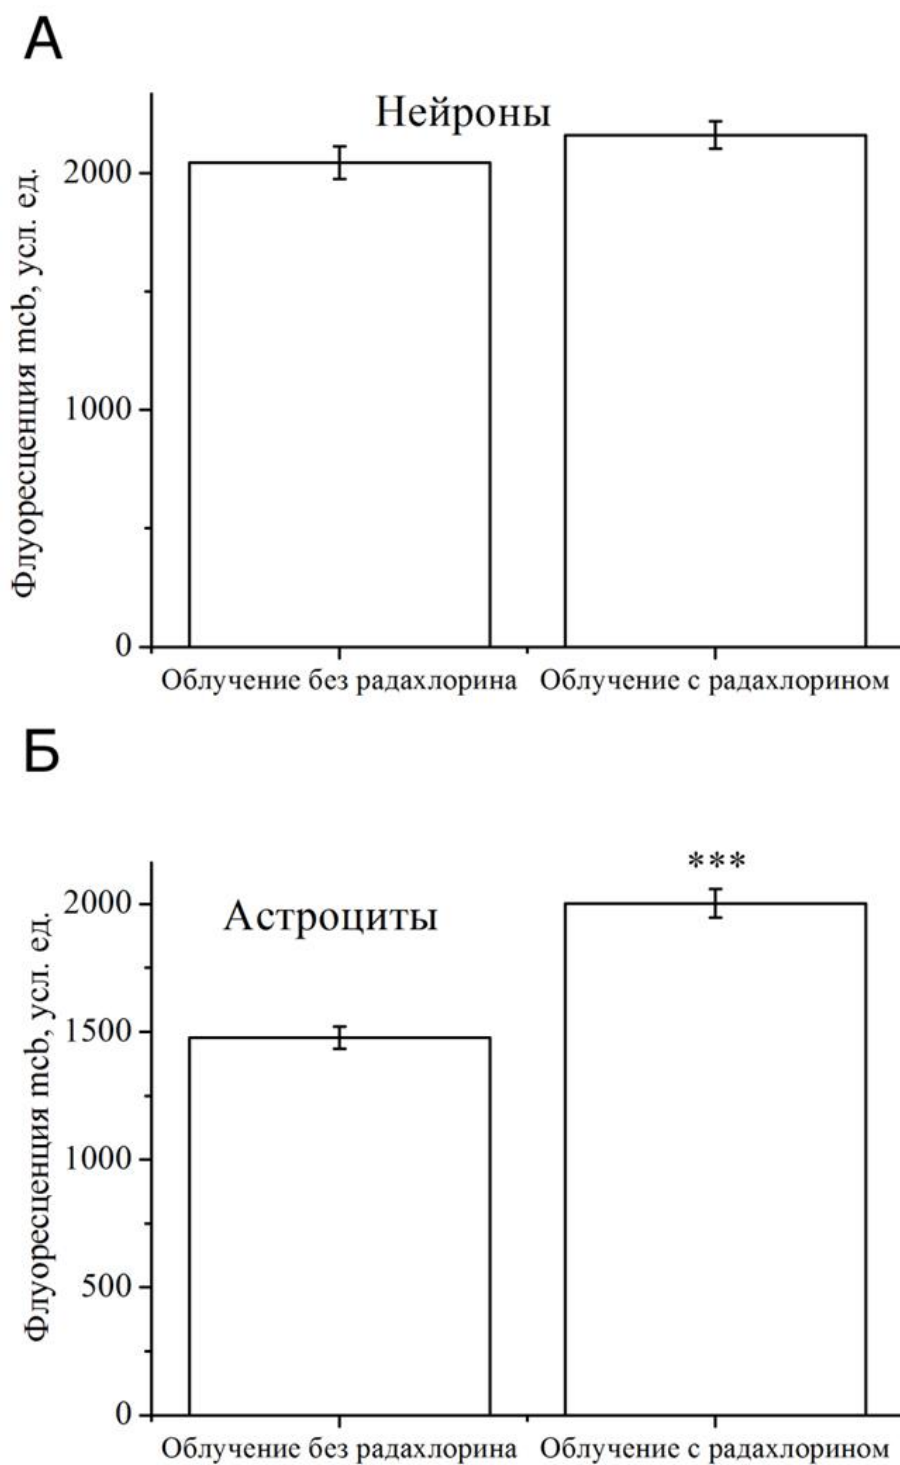 А
Нейроны
Флуоресценция mcb, усл. ед.
2000
1000
0
Облучение без радахлорина
Облучение с радахлорином
Б
***
Астроциты
Флуоресценция mcb, усл. ед.
2000
1500
1000
500
0
Облучение без радахлорина
Облучение с радахлорином